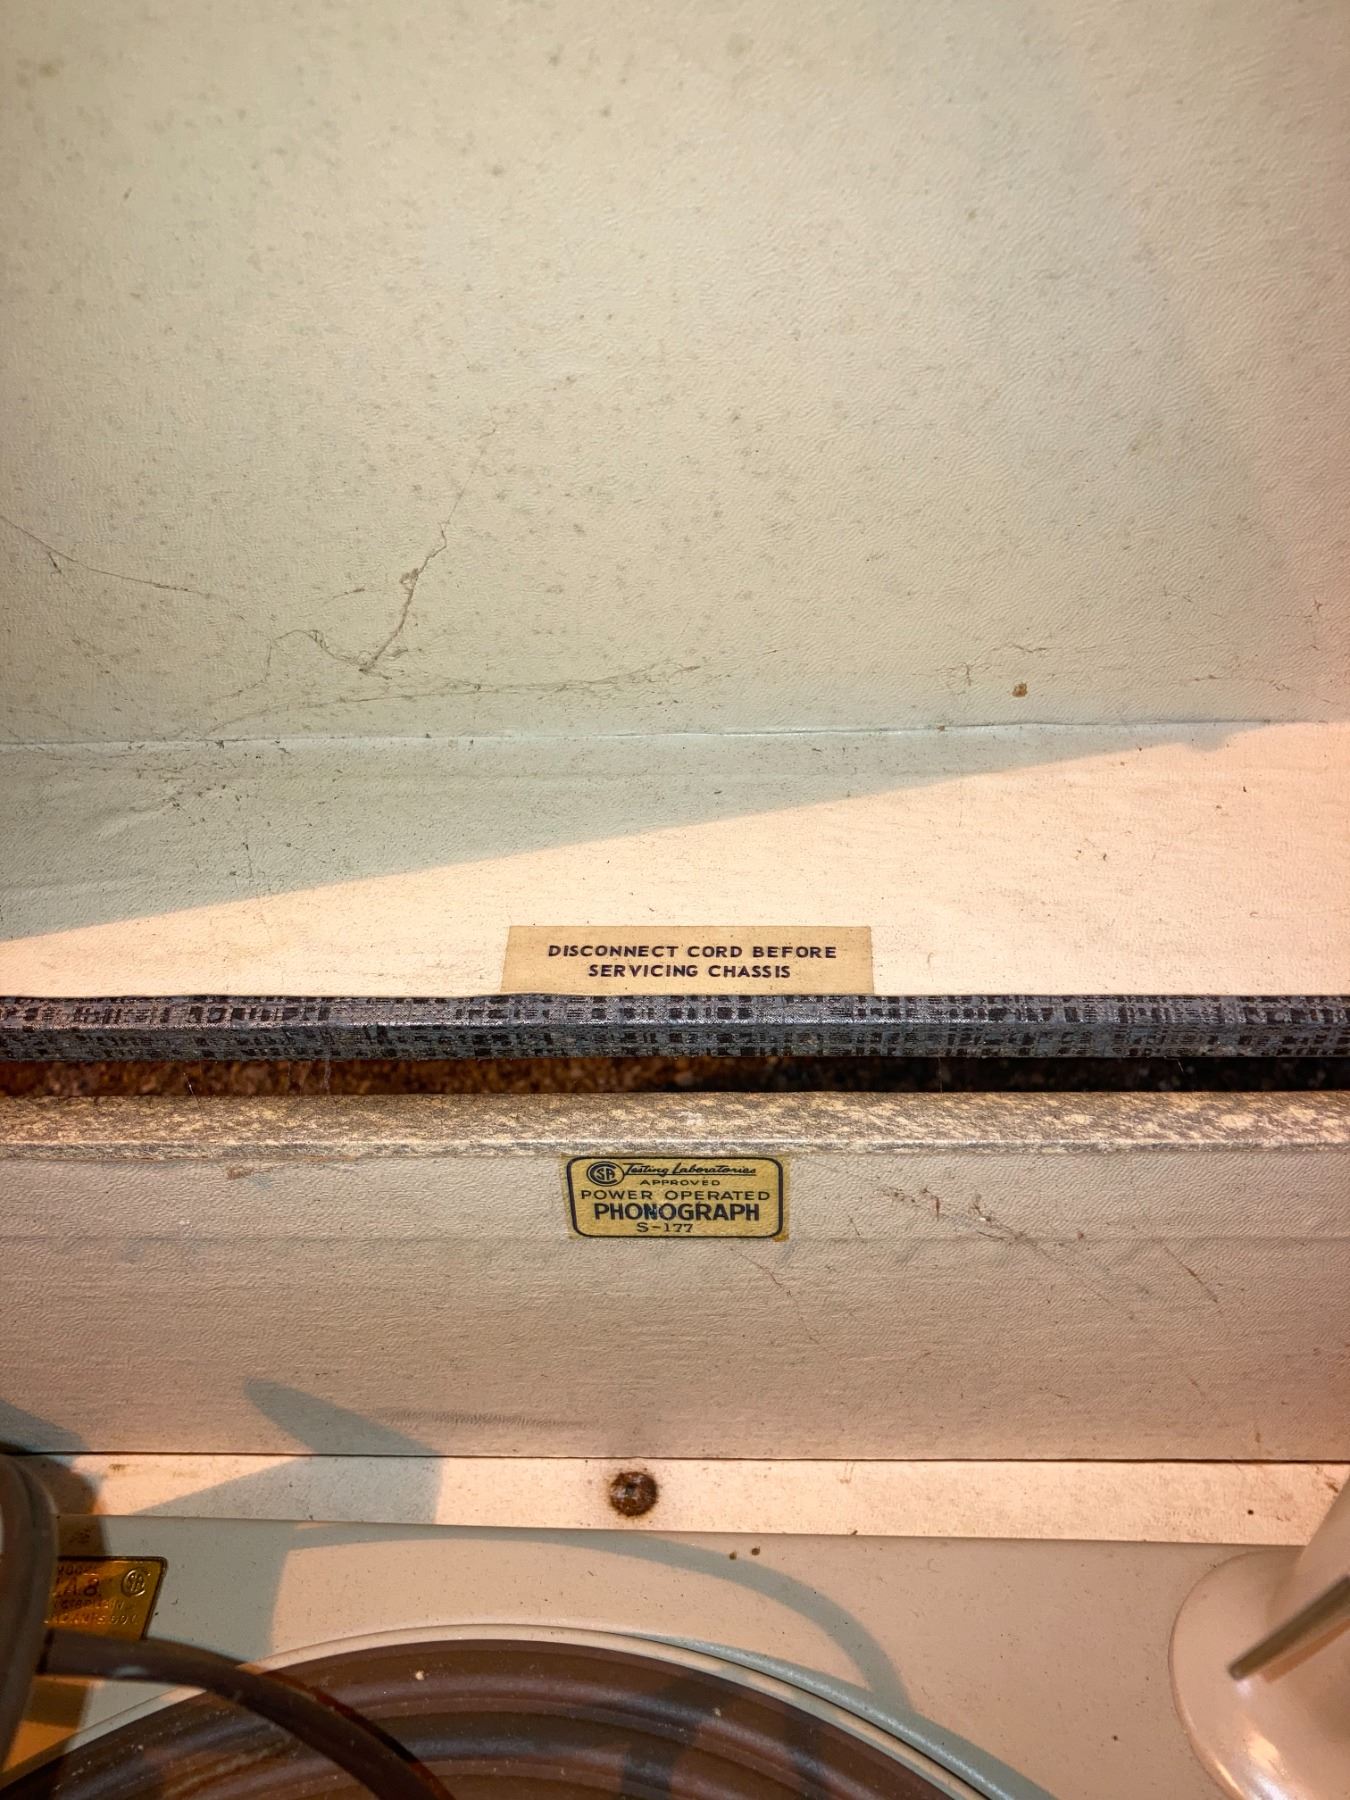 DISCONNECT CORD BEFORE
SERVICING CHASSIS
CSA Testing Laboratories
APPROVED
POWER OPERATED
PHONOGRAPH
S-177